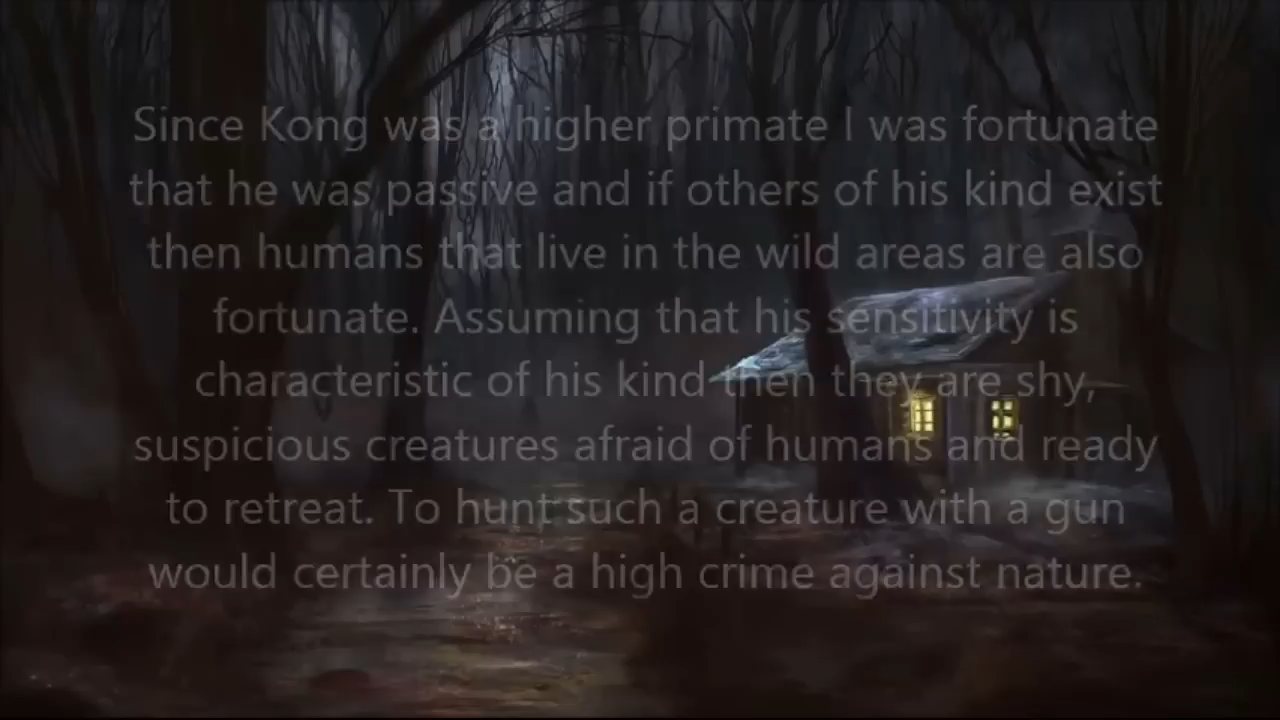 Since Kong was a higher primate I was fortunate
that he was passive and if others of his kind exist
then humans that live in the wild areas are also
fortunate. Assuming that his sensitivity is
characteristic of his kind then they are shy,
suspicious creatures afraid of humans and ready
to retreat. To hunt such a creature with a gun
would certainly be a high crime against nature.